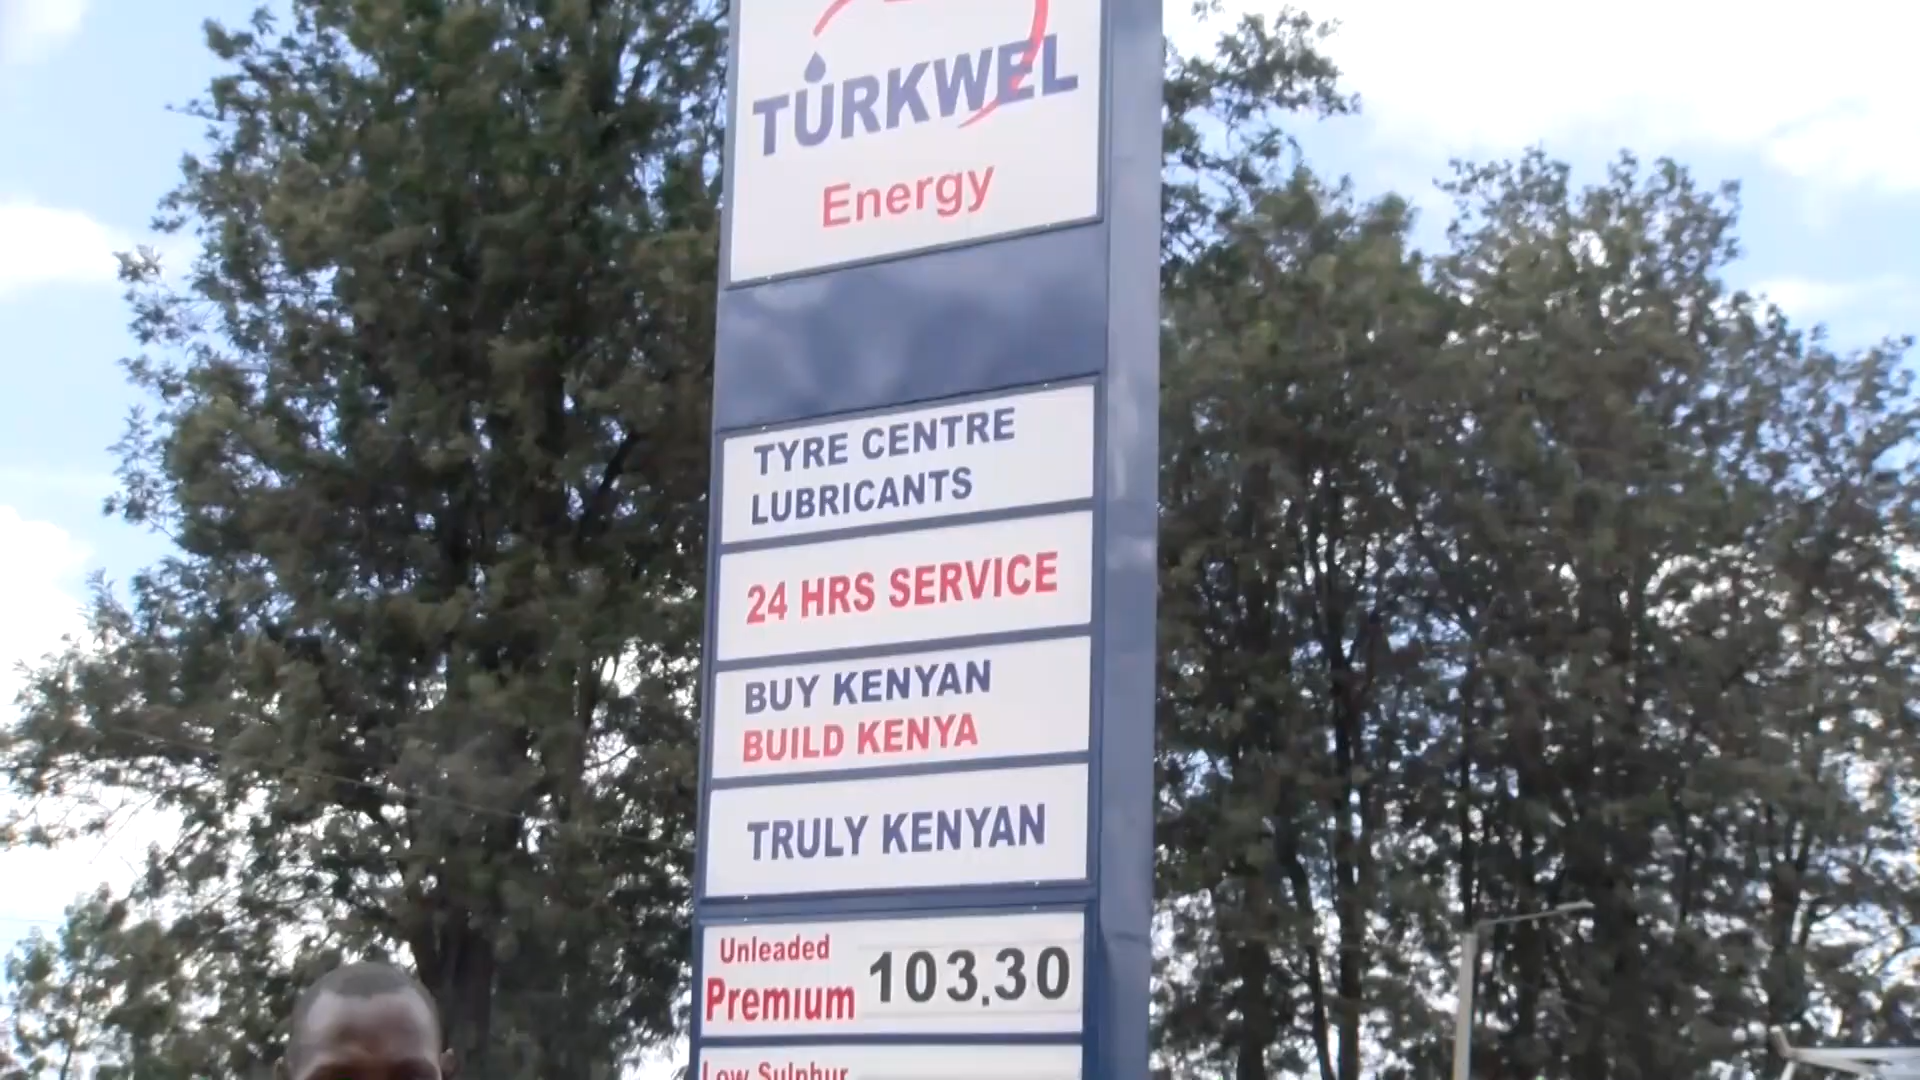 TURKWEL
Energy
TYRE CENTRE
LUBRICANTS
24 HRS SERVICE
BUY KENYAN
BUILD KENYA
TRULY KENYAN
Unleaded
Premium 103.30
Low Sulphur